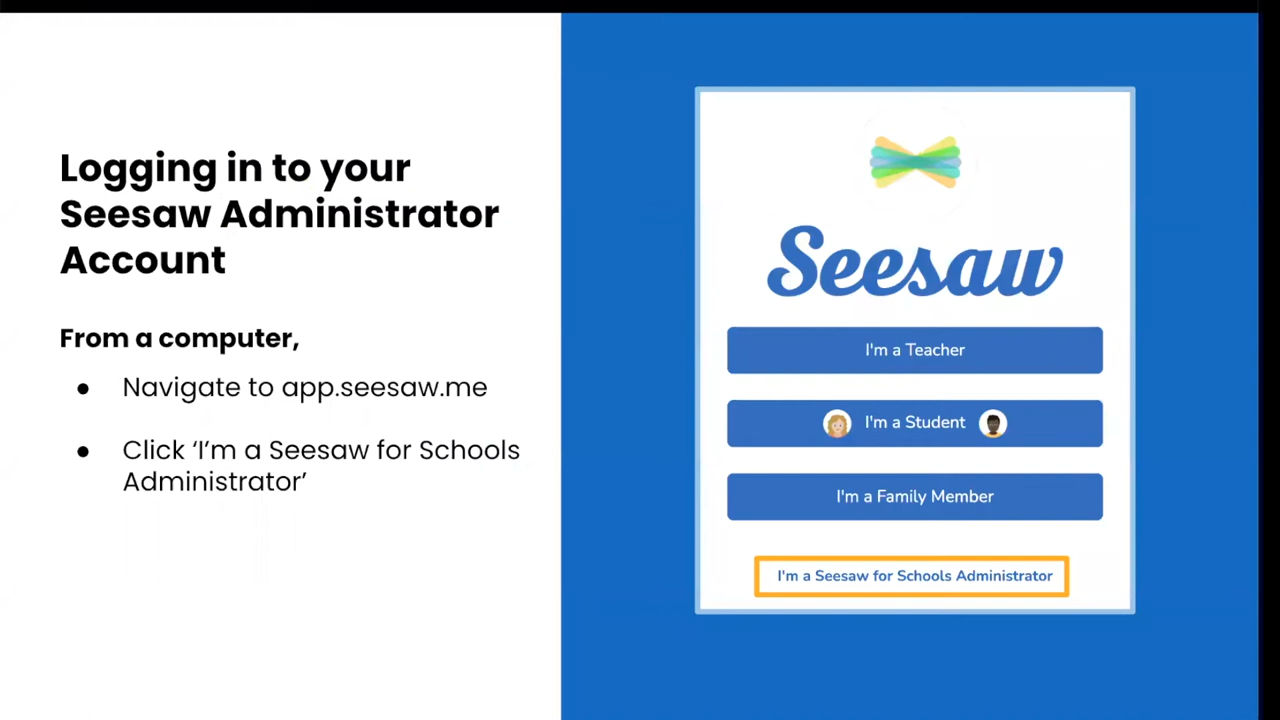 Logging in to your
Seesaw Administrator
Account
From a computer,
● Navigate to app.seesaw.me
● Click ‘I’m a Seesaw for Schools
Administrator’
Seesaw
I'm a Teacher
I'm a Student
I'm a Family Member
I'm a Seesaw for Schools Administrator